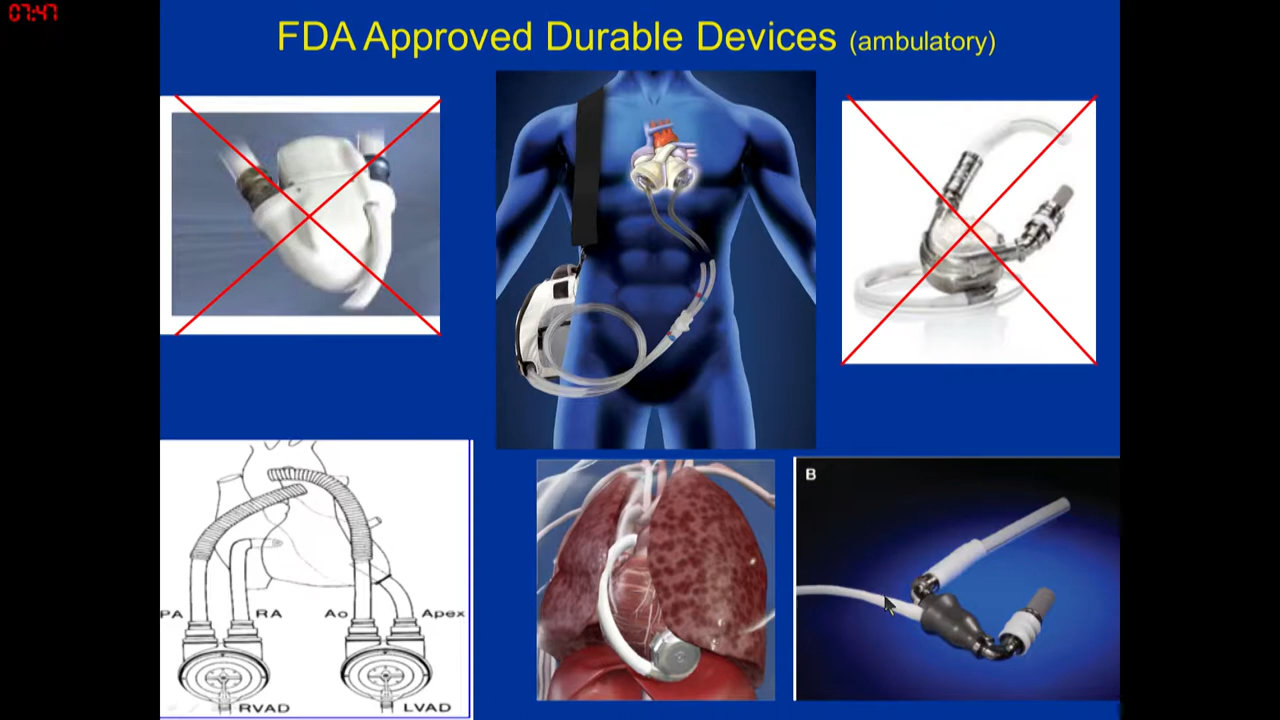 07:47
FDA Approved Durable Devices (ambulatory)
B
PA
RA
Ao
Apex
RVAD
LVAD